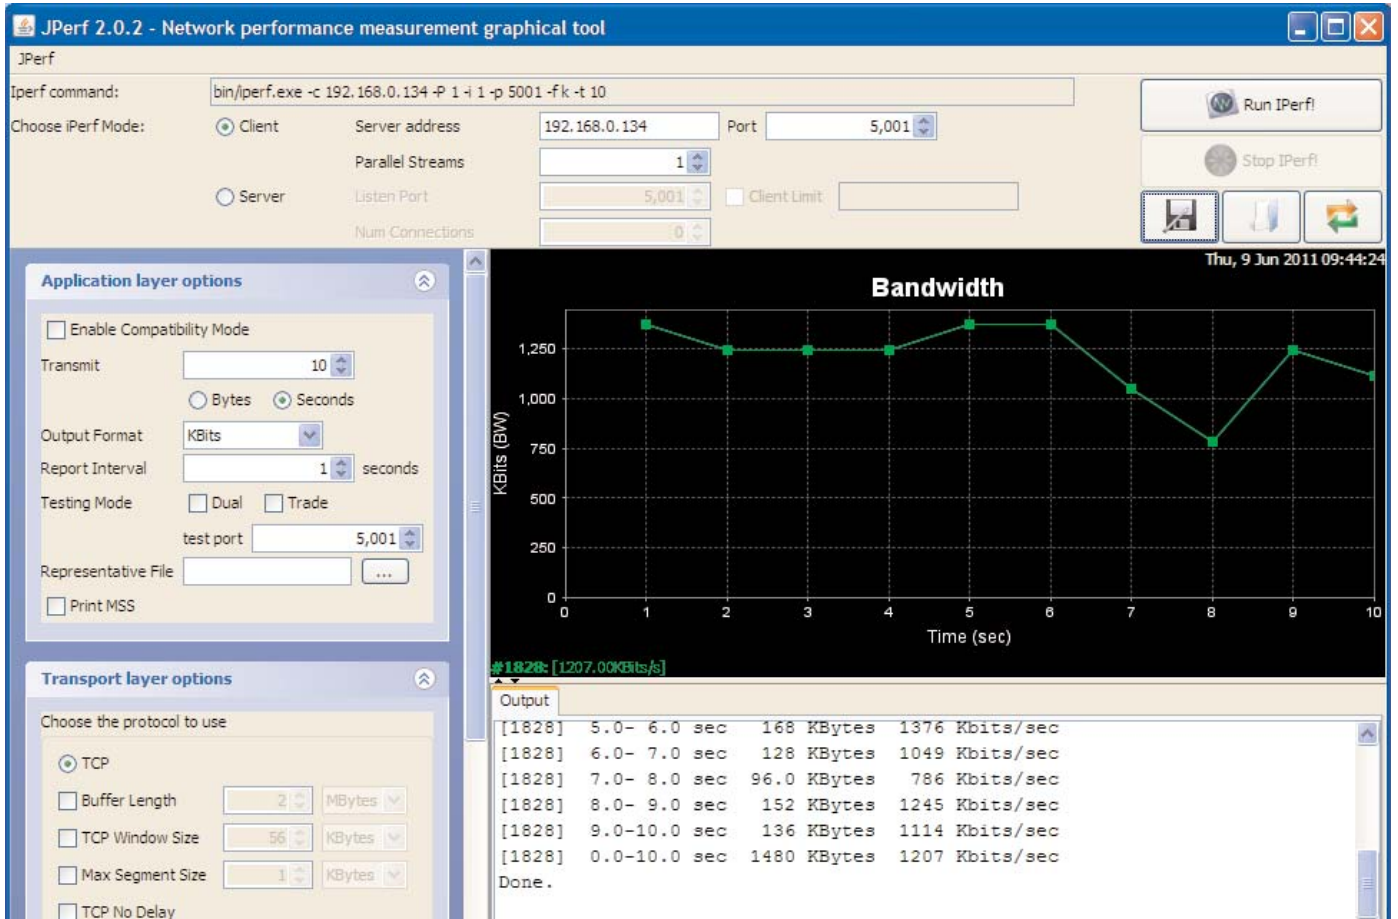 JPerf 2.0.2 - Network performance measurement graphical tool
JPerf
Iperf command: bin/iperf.exe -c 192.168.0.134 -P 1 -i 1 -p 5001 -f k -t 10
Run IPerf!
Choose iPerf Mode: Client Server address 192.168.0.134 Port 5,001
Parallel Streams 1
Stop IPerf!
Server Listen Port 5,001 Client Limit
Num Connections 0
Application layer options
Enable Compatibility Mode
Transmit 10
Bytes Seconds
Output Format KBits
Report Interval 1 seconds
Testing Mode Dual Trade
test port 5,001
Representative File ...
Print MSS
Transport layer options
Choose the protocol to use
TCP
Buffer Length 2 MBytes
TCP Window Size 56 KBytes
Max Segment Size 1 KBytes
TCP No Delay
Thu, 9 Jun 2011 09:44:24
Bandwidth
KBits (BW)
1,250
1,000
750
500
250
0
0 1 2 3 4 5 6 7 8 9 10
Time (sec)
#1828: [1207.00KBits/s]
Output
[1828] 5.0- 6.0 sec 168 KBytes 1376 Kbits/sec
[1828] 6.0- 7.0 sec 128 KBytes 1049 Kbits/sec
[1828] 7.0- 8.0 sec 96.0 KBytes 786 Kbits/sec
[1828] 8.0- 9.0 sec 152 KBytes 1245 Kbits/sec
[1828] 9.0-10.0 sec 136 KBytes 1114 Kbits/sec
[1828] 0.0-10.0 sec 1480 KBytes 1207 Kbits/sec
Done.